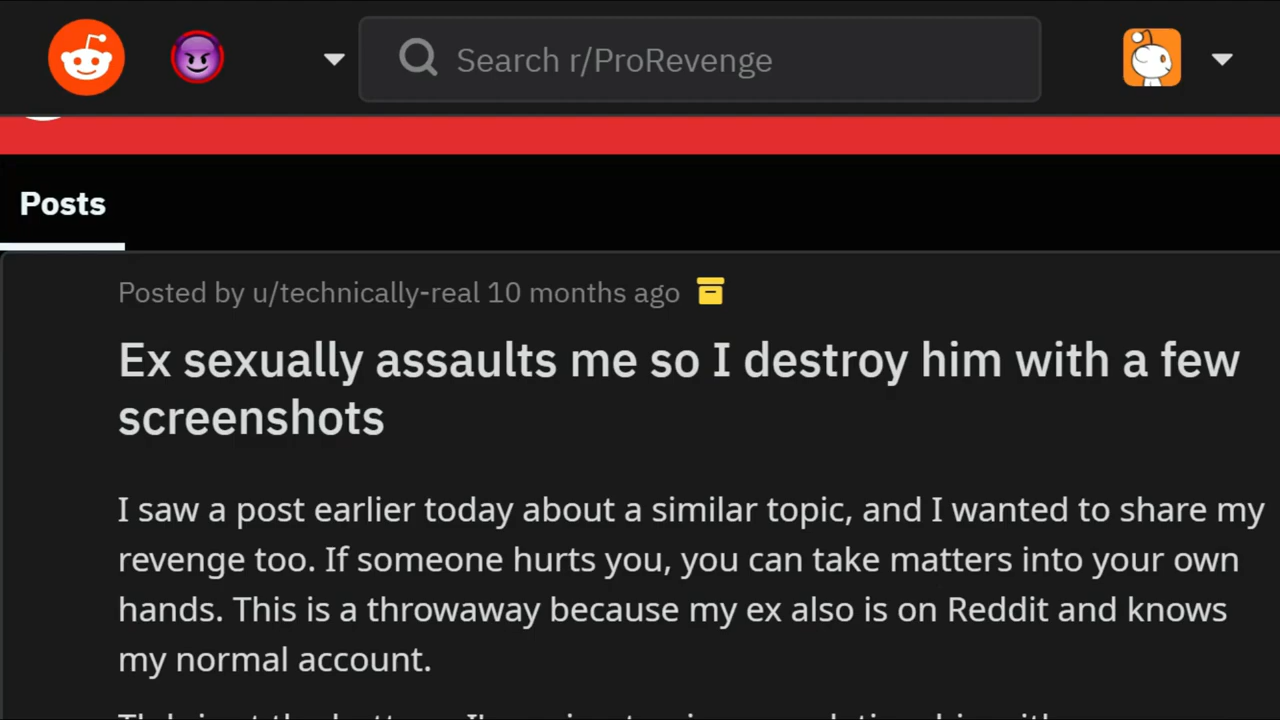 Search r/ProRevenge
Posts
Posted by u/technically-real 10 months ago
Ex sexually assaults me so I destroy him with a few
screenshots
I saw a post earlier today about a similar topic, and I wanted to share my
revenge too. If someone hurts you, you can take matters into your own
hands. This is a throwaway because my ex also is on Reddit and knows
my normal account.